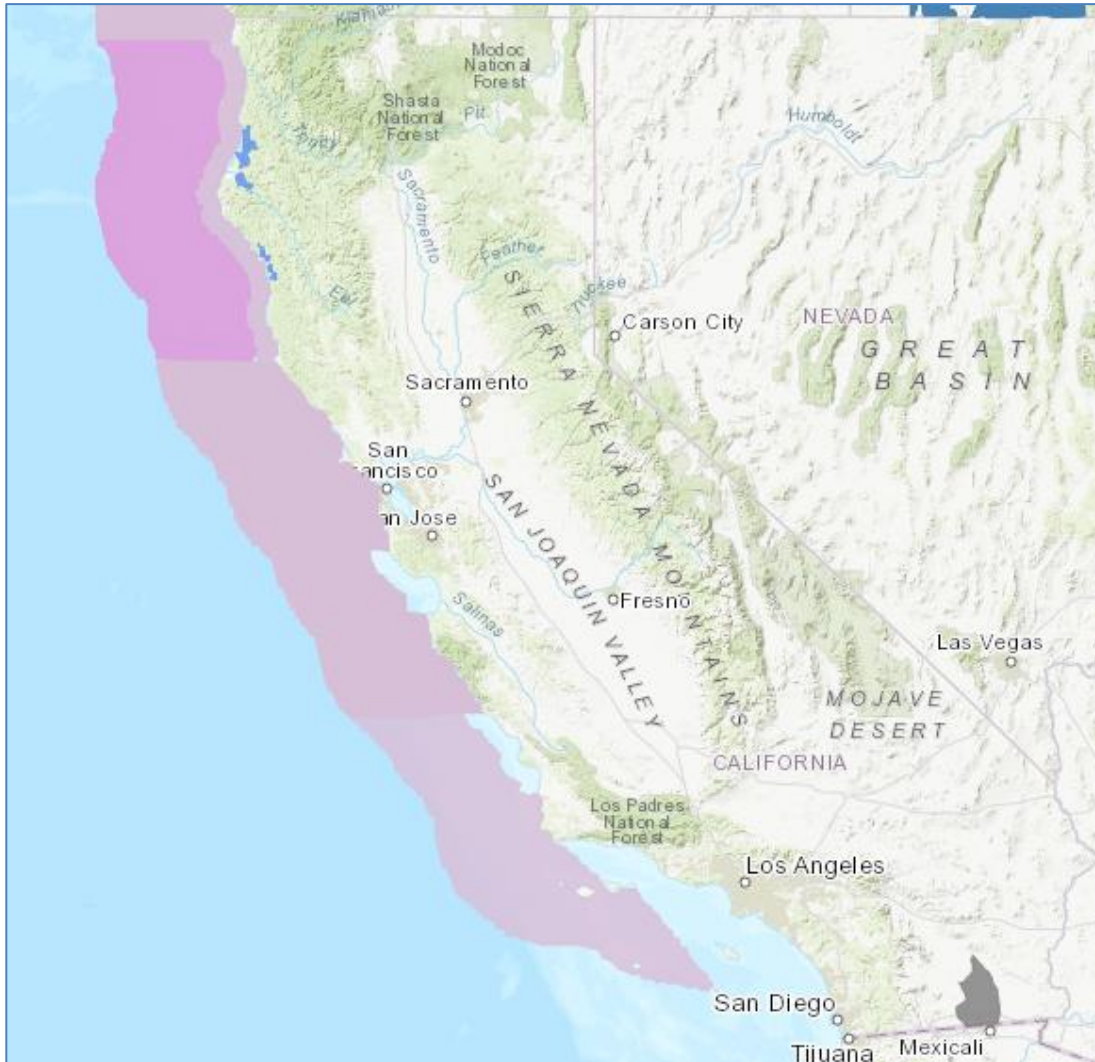 Klamath
Modoc
National
Forest
Shasta
National
Forest
Pit
Trinity
Humboldt
Sacramento
Feather
Truckee
Eel
SIERRA NEVADA MOUNTAINS
Carson City
NEVADA
GREAT
BASIN
Sacramento
San
ancisco
an Jose
SAN JOAQUIN VALLEY
Salinas
Fresno
Las Vegas
MOJAVE
DESERT
CALIFORNIA
Los Padres
National
Forest
Los Angeles
San Diego
Tijuana
Mexicali